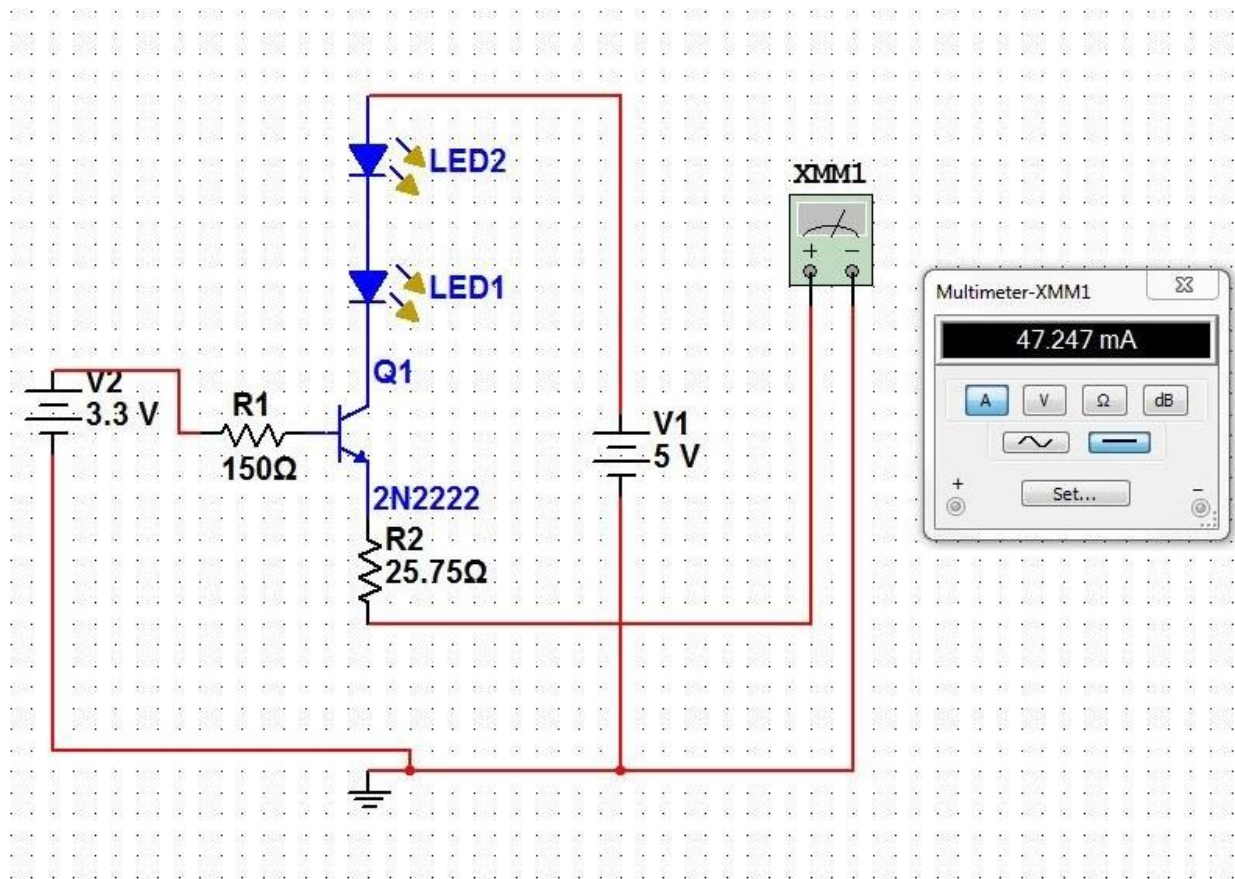 LED2
LED1
Q1
2N2222
V2
3.3 V
R1
150Ω
R2
25.75Ω
V1
5 V
XMM1
+ −
Multimeter-XMM1
47.247 mA
A V Ω dB
+ Set... −